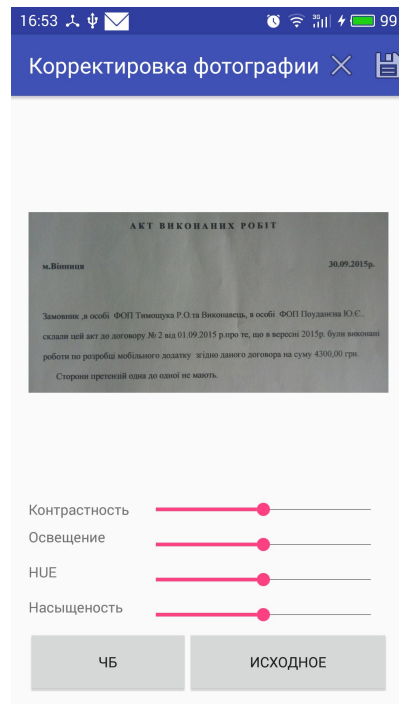 16:53 99
Корректировка фотографии
АКТ ВИКОНАНИХ РОБІТ
м.Вінниця 30.09.2015р.
Замовник ,в особі ФОП Тимощука Р.О.та Виконавець, в особі ФОП Ю.Є..
склали цей акт до договору № 2 від 01.09.2015 р.про те, що в вересні 2015р. були виконані
роботи по розробці мобільного додатку згідно даного договора на суму 4300,00 грн.
Сторони претензій одна до одної не мають.
Контрастность
Освещение
HUE
Насыщеность
ЧБ ИСХОДНОЕ